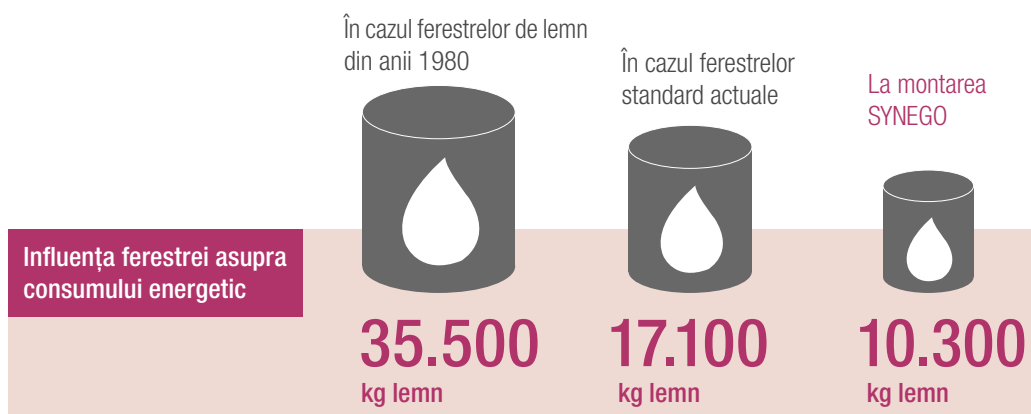 În cazul ferestrelor de lemn
din anii 1980
În cazul ferestrelor
standard actuale
La montarea
SYNEGO
Influența ferestrei asupra
consumului energetic
35.500
kg lemn
17.100
kg lemn
10.300
kg lemn